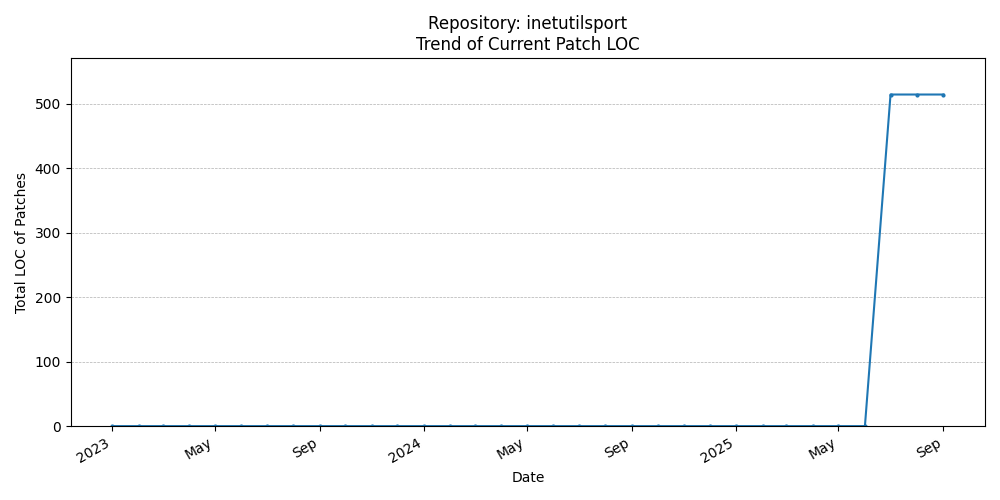 Repository: inetutilsport
Trend of Current Patch LOC
Total LOC of Patches
500
400
300
200
100
0
2023
May
Sep
2024
May
Sep
2025
May
Sep
Date